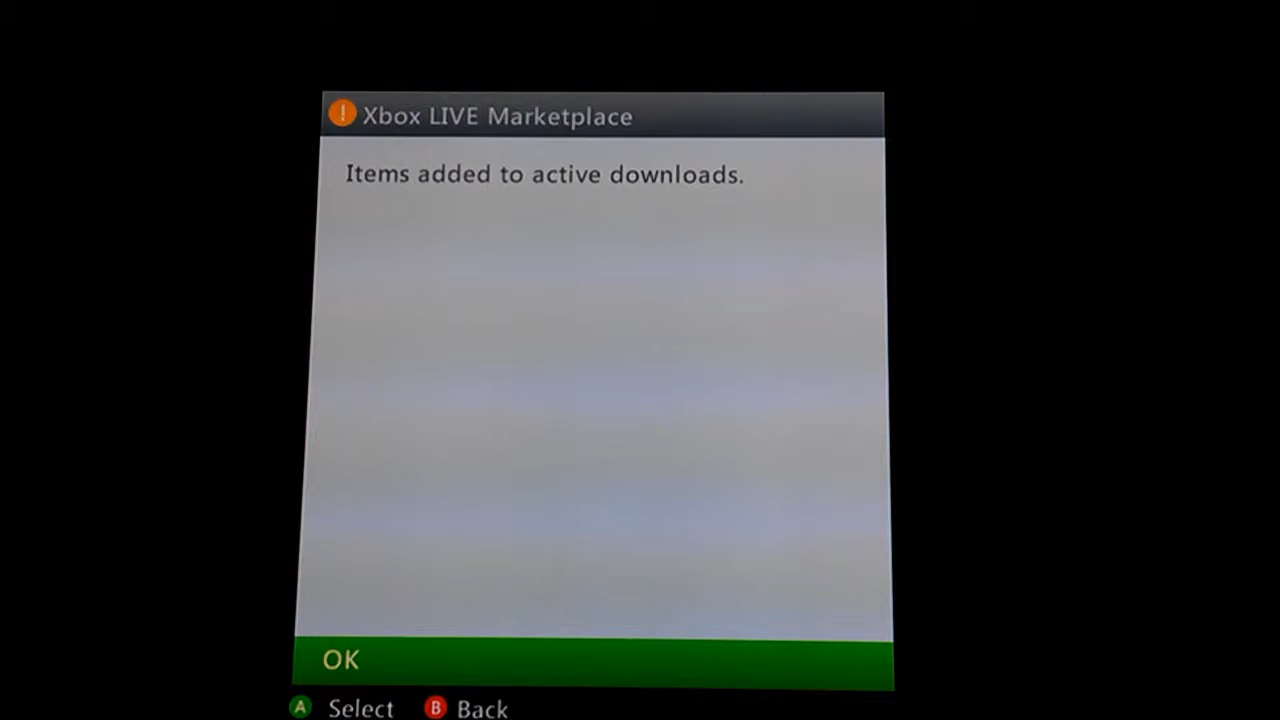 ! Xbox LIVE Marketplace
Items added to active downloads.
OK
A Select B Back